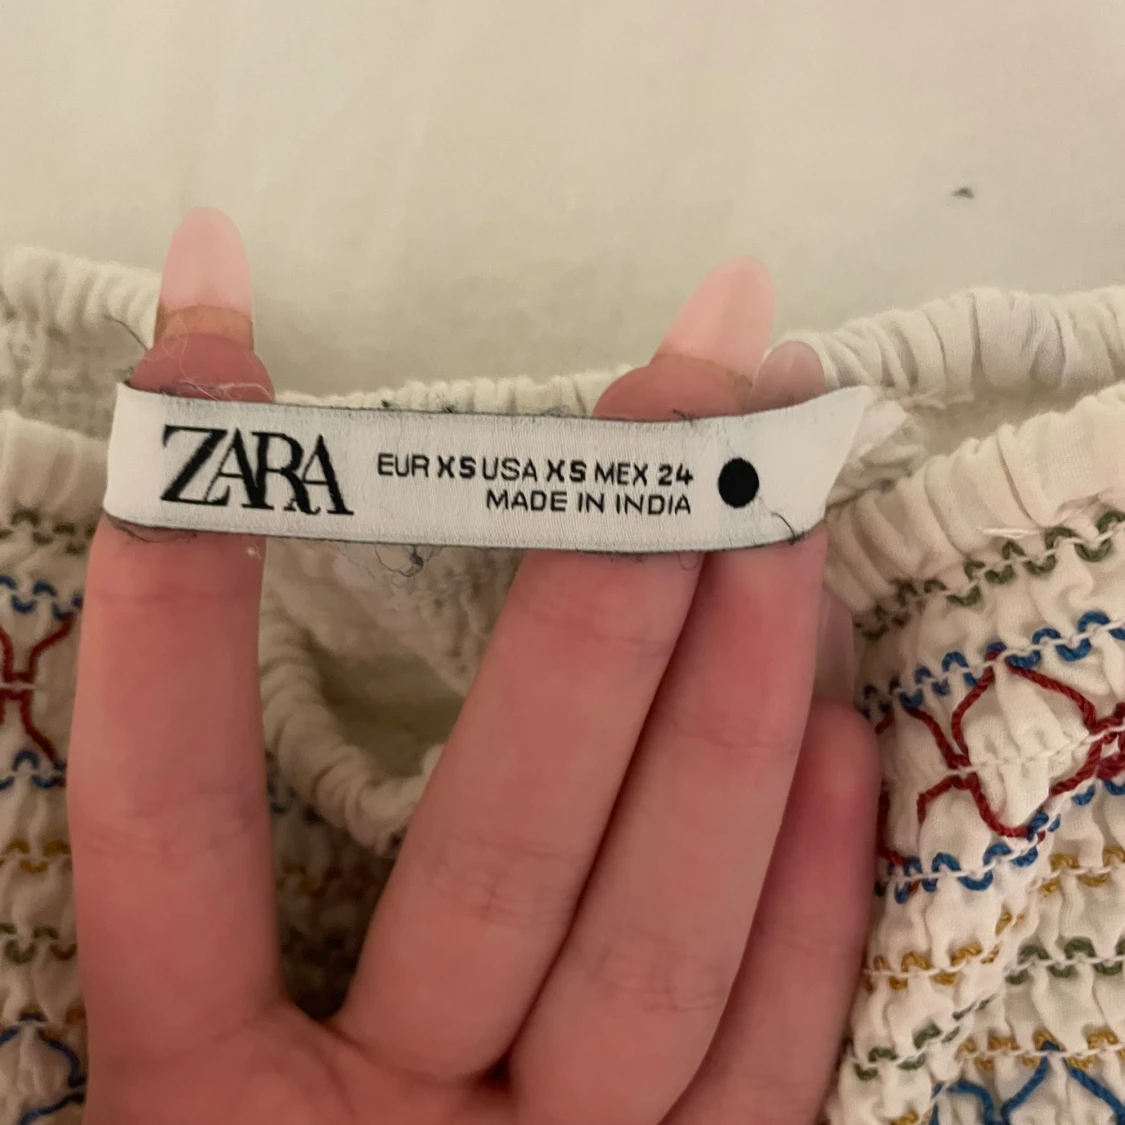 ZARA
EUR XS USA XS MEX 24
MADE IN INDIA